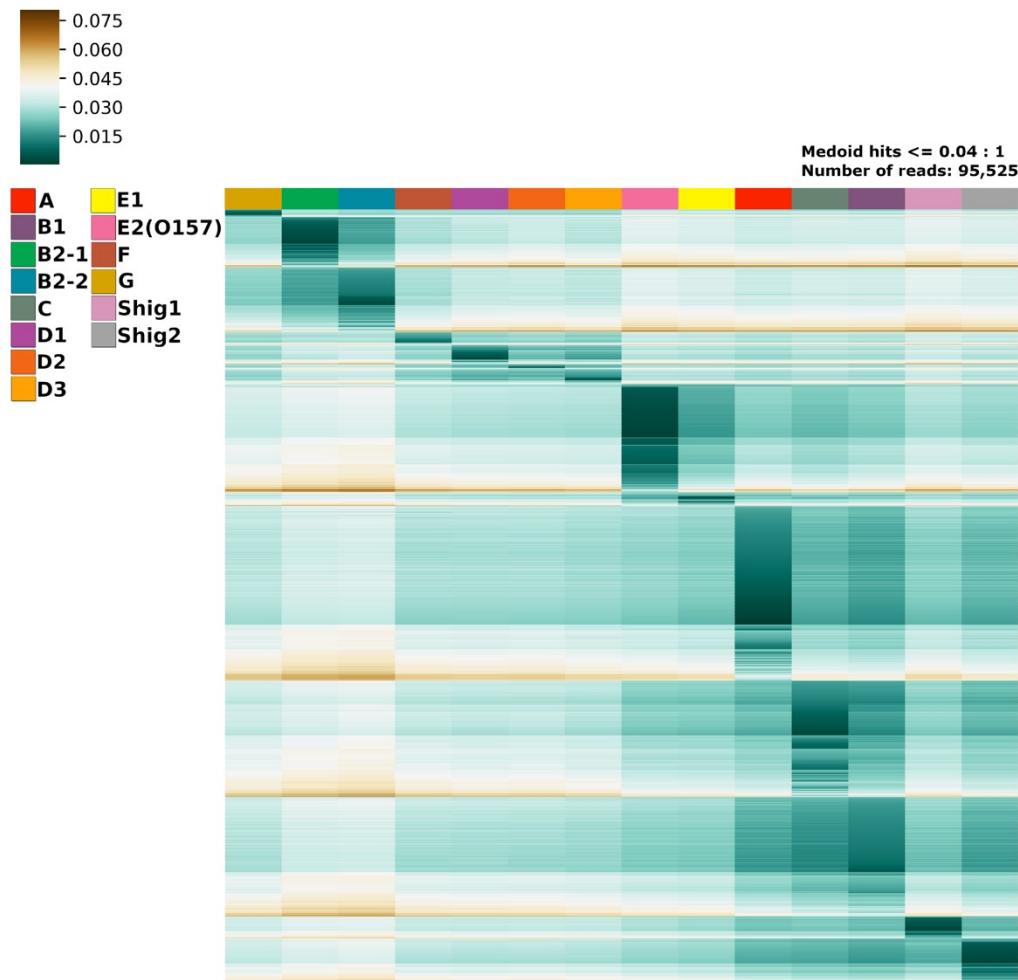 0.075
0.060
0.045
0.030
0.015
Medoid hits <= 0.04 : 1
Number of reads: 95,525
A
B1
B2-1
B2-2
C
D1
D2
D3
E1
E2(O157)
F
G
Shig1
Shig2